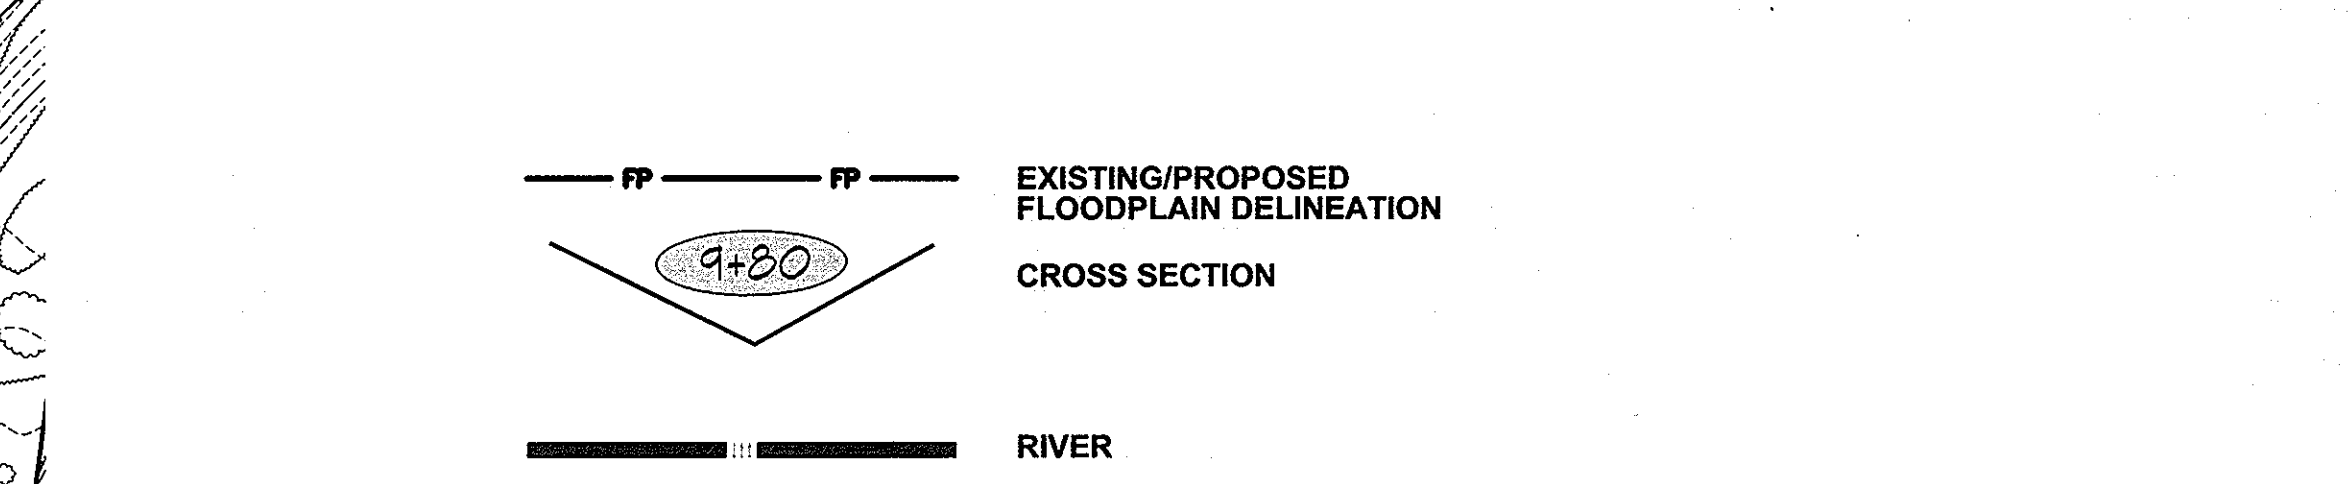 FP FP EXISTING/PROPOSED
FLOODPLAIN DELINEATION
9+80 CROSS SECTION
RIVER